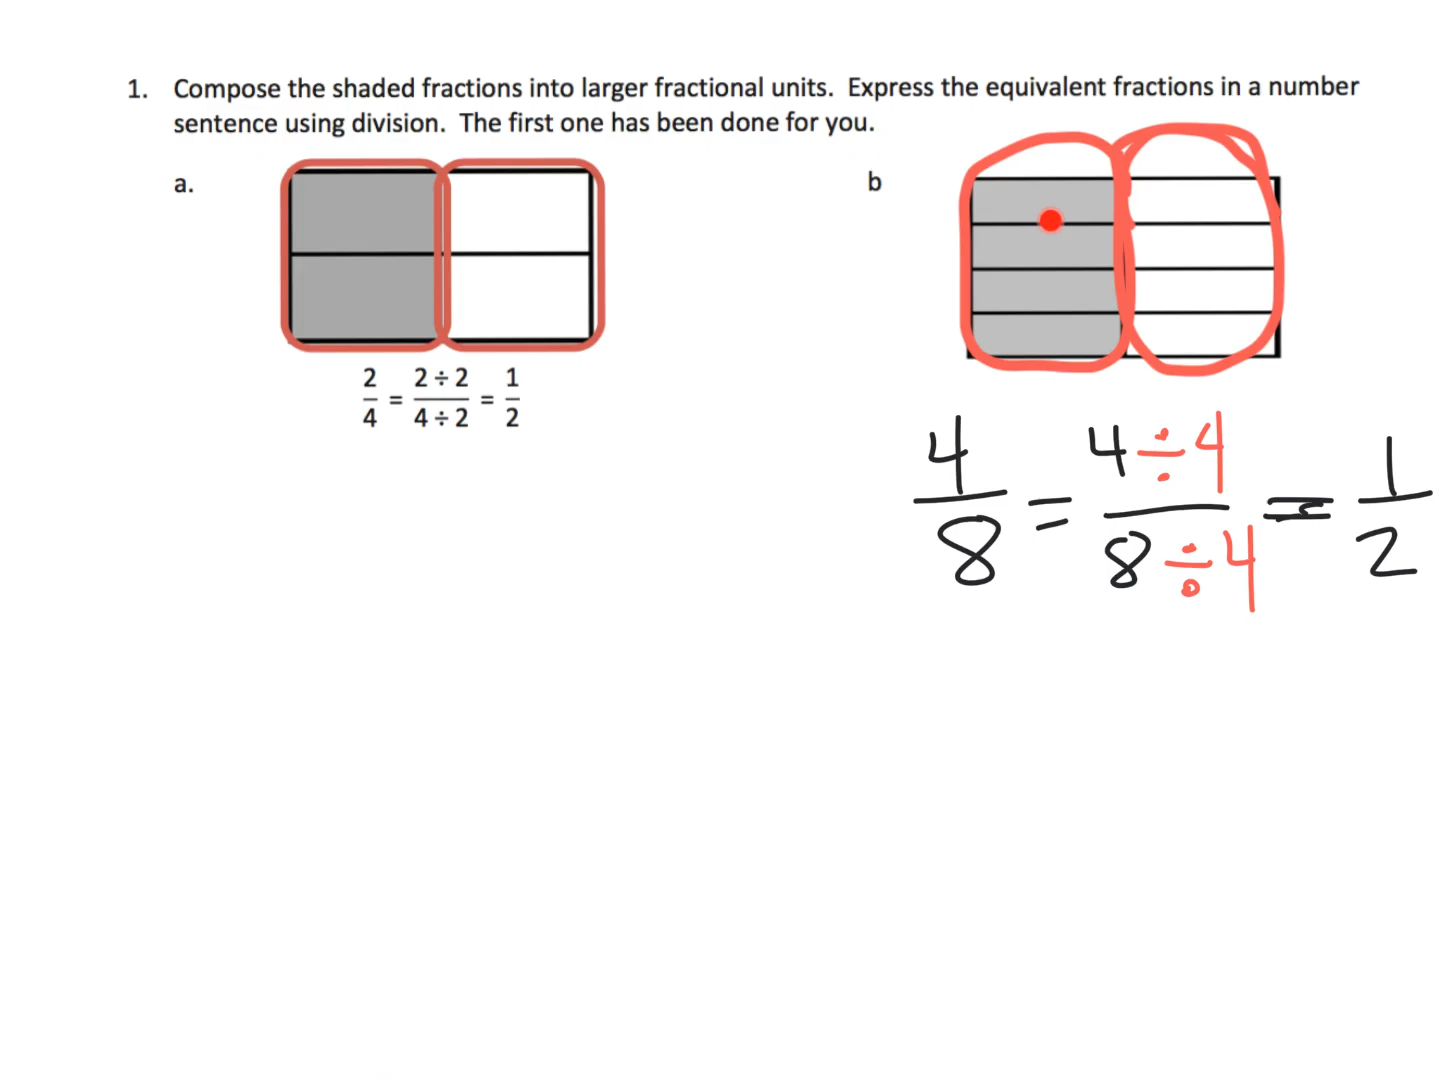 1. Compose the shaded fractions into larger fractional units. Express the equivalent fractions in a number
sentence using division. The first one has been done for you.
a.
b
2/4 = 2 ÷ 2/4 ÷ 2 = 1/2
4/8 = 4 ÷ 4/8 ÷ 4 = 1/2